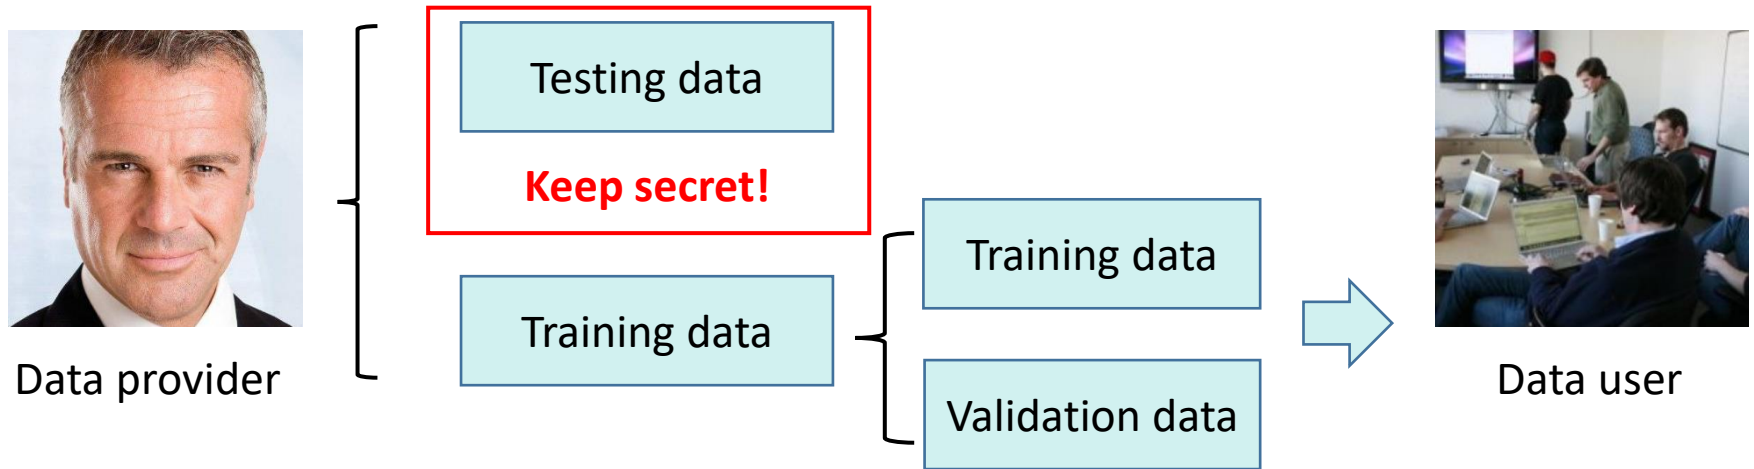 Testing data
Keep secret!
Training data
Training data
Validation data
Data provider
Data user